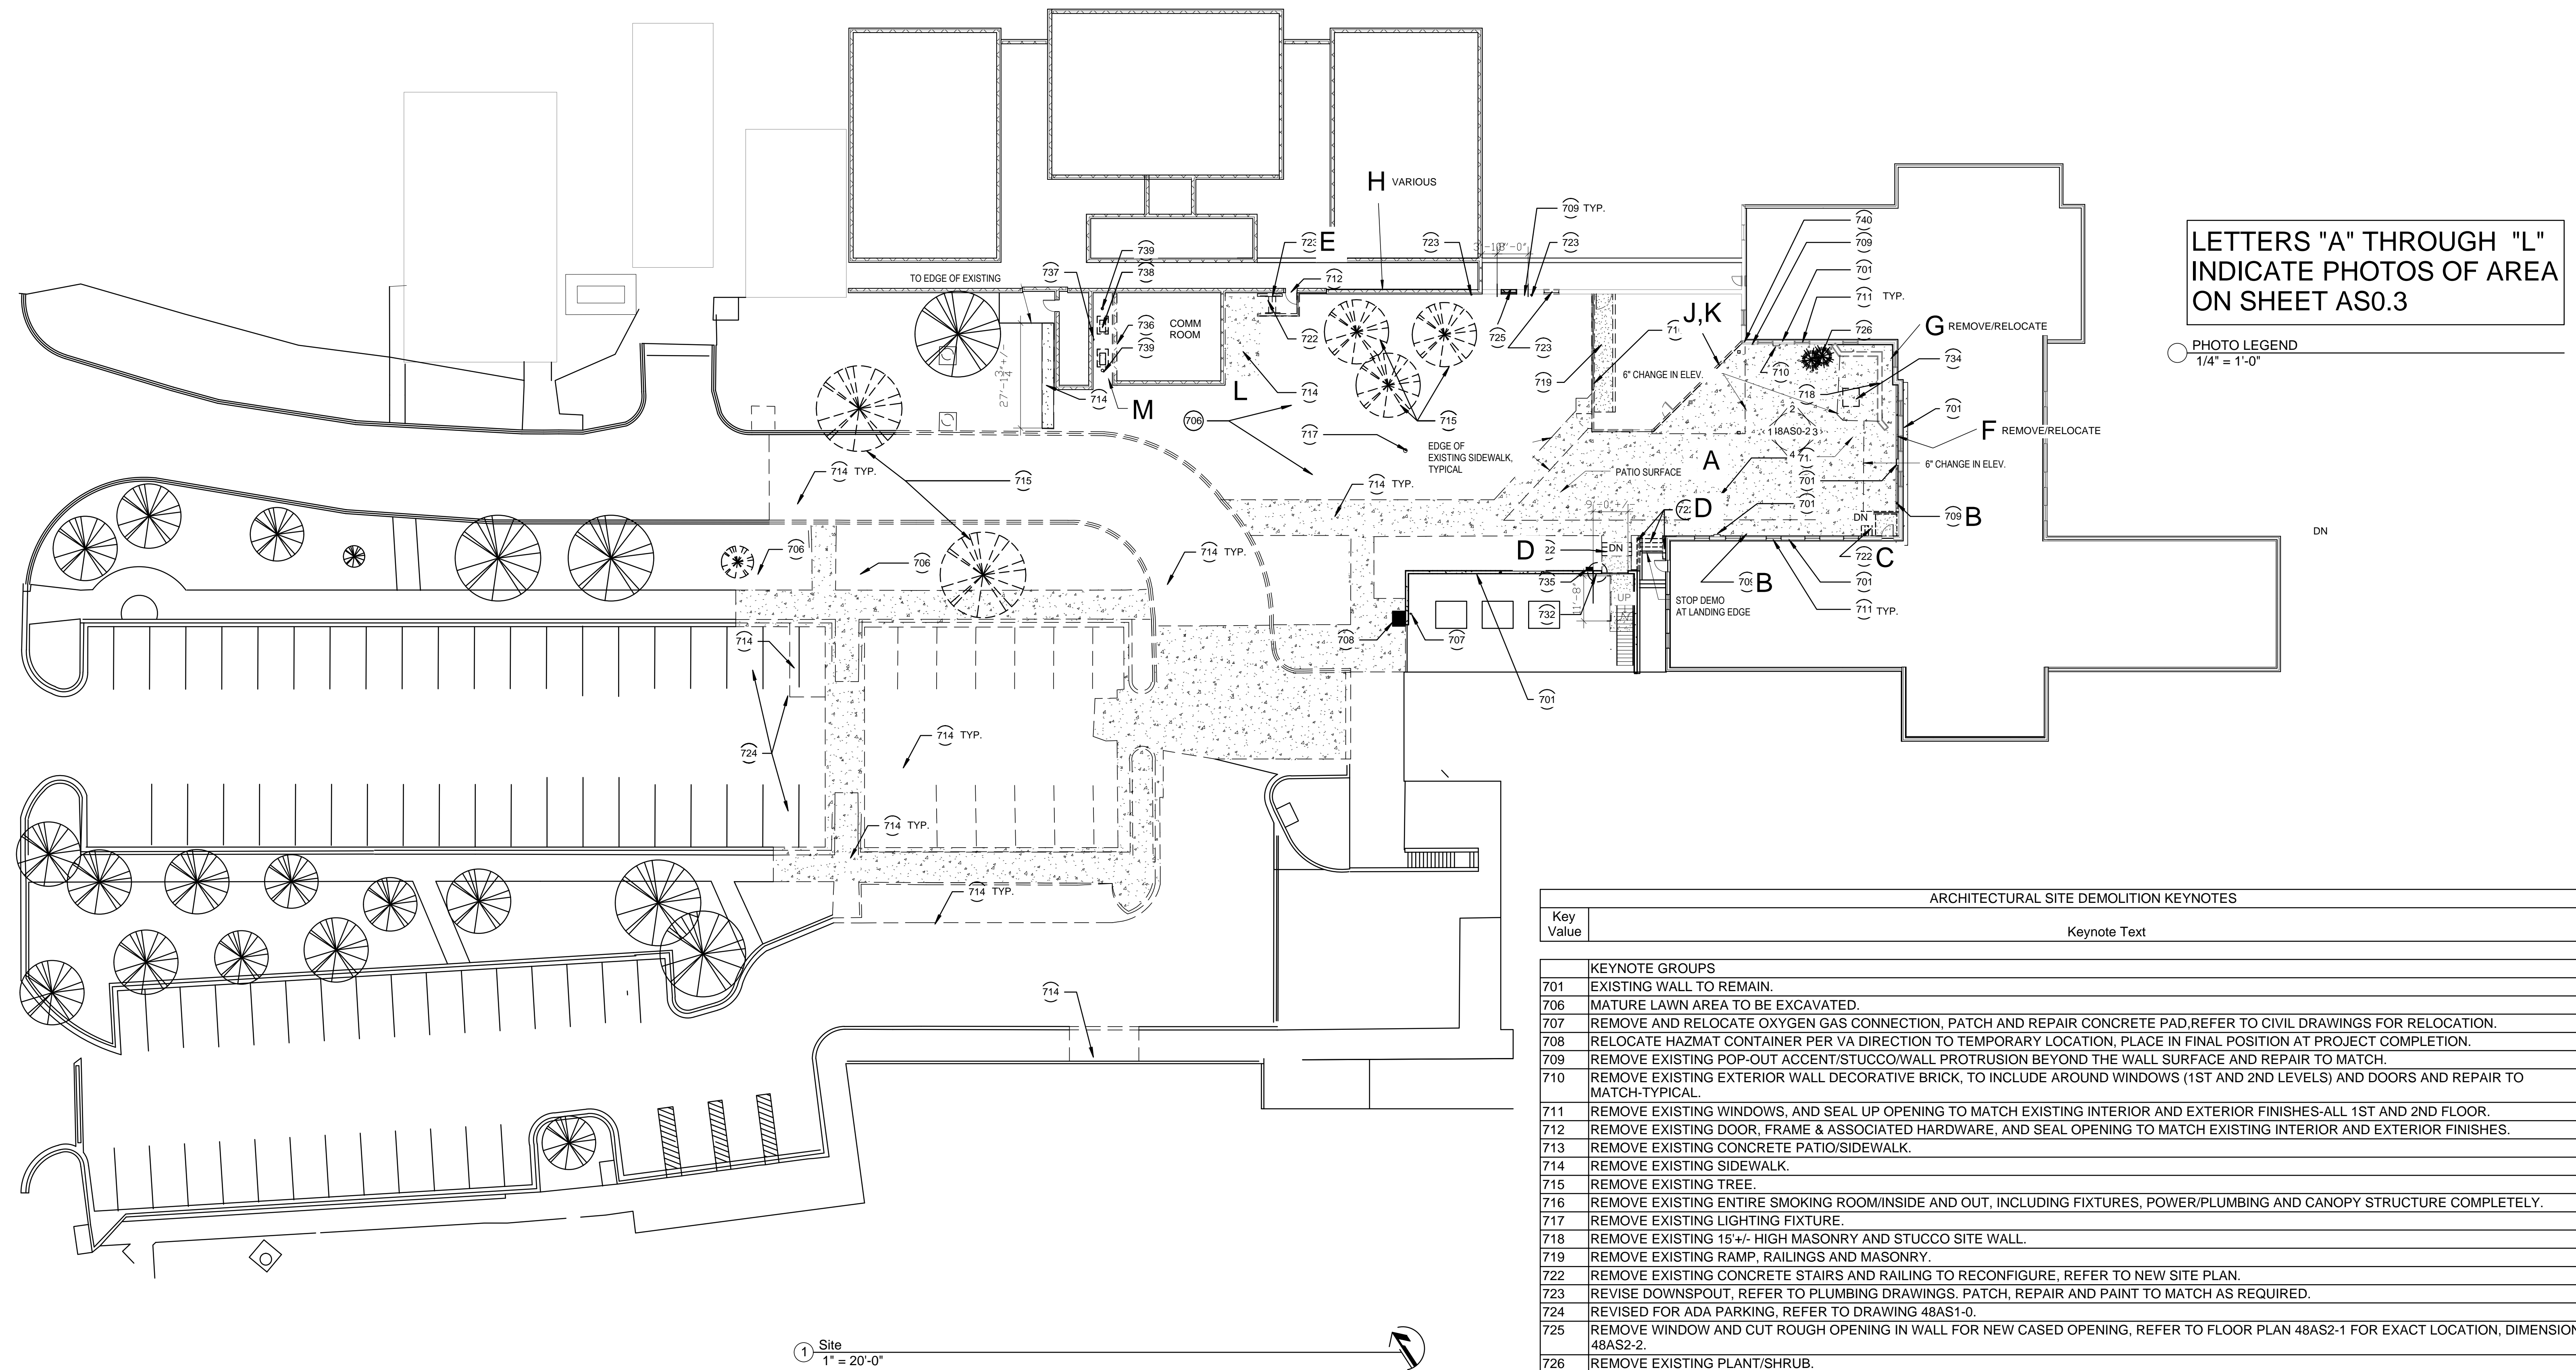 H VARIOUS
709 TYP.
740
709
723 E
723
723
701
739
711 TYP.
TO EDGE OF EXISTING
737
738
712
726
G REMOVE/RELOCATE
J,K
736
COMM
ROOM
722
725
723
734
739
6" CHANGE IN ELEV.
710
719
718
714
L
714
M
701
706
715
2
1 48AS0-2 3
4
F REMOVE/RELOCATE
717
EDGE OF
EXISTING SIDEWALK,
TYPICAL
A
6" CHANGE IN ELEV.
714 TYP.
715
PATIO SURFACE
701
714 TYP.
701
D
DN
709 B
DN
706
706
714 TYP.
D
DN
722 C
735
709 B
701
UP
STOP DEMO
AT LANDING EDGE
732
711 TYP.
714
708
707
701
724
714 TYP.
714 TYP.
714 TYP.
714
LETTERS "A" THROUGH "L"
INDICATE PHOTOS OF AREA
ON SHEET AS0.3
PHOTO LEGEND
1/4" = 1'-0"
ARCHITECTURAL SITE DEMOLITION KEYNOTES
Key
Value
Keynote Text
KEYNOTE GROUPS
701 EXISTING WALL TO REMAIN.
706 MATURE LAWN AREA TO BE EXCAVATED.
707 REMOVE AND RELOCATE OXYGEN GAS CONNECTION, PATCH AND REPAIR CONCRETE PAD,REFER TO CIVIL DRAWINGS FOR RELOCATION.
708 RELOCATE HAZMAT CONTAINER PER VA DIRECTION TO TEMPORARY LOCATION, PLACE IN FINAL POSITION AT PROJECT COMPLETION.
709 REMOVE EXISTING POP-OUT ACCENT/STUCCO/WALL PROTRUSION BEYOND THE WALL SURFACE AND REPAIR TO MATCH.
710 REMOVE EXISTING EXTERIOR WALL DECORATIVE BRICK, TO INCLUDE AROUND WINDOWS (1ST AND 2ND LEVELS) AND DOORS AND REPAIR TO
MATCH-TYPICAL.
711 REMOVE EXISTING WINDOWS, AND SEAL UP OPENING TO MATCH EXISTING INTERIOR AND EXTERIOR FINISHES-ALL 1ST AND 2ND FLOOR.
712 REMOVE EXISTING DOOR, FRAME & ASSOCIATED HARDWARE, AND SEAL OPENING TO MATCH EXISTING INTERIOR AND EXTERIOR FINISHES.
713 REMOVE EXISTING CONCRETE PATIO/SIDEWALK.
714 REMOVE EXISTING SIDEWALK.
715 REMOVE EXISTING TREE.
716 REMOVE EXISTING ENTIRE SMOKING ROOM/INSIDE AND OUT, INCLUDING FIXTURES, POWER/PLUMBING AND CANOPY STRUCTURE COMPLETELY.
717 REMOVE EXISTING LIGHTING FIXTURE.
718 REMOVE EXISTING 15'+/- HIGH MASONRY AND STUCCO SITE WALL.
719 REMOVE EXISTING RAMP, RAILINGS AND MASONRY.
722 REMOVE EXISTING CONCRETE STAIRS AND RAILING TO RECONFIGURE, REFER TO NEW SITE PLAN.
723 REVISE DOWNSPOUT, REFER TO PLUMBING DRAWINGS. PATCH, REPAIR AND PAINT TO MATCH AS REQUIRED.
724 REVISED FOR ADA PARKING, REFER TO DRAWING 48AS1-0.
725 REMOVE WINDOW AND CUT ROUGH OPENING IN WALL FOR NEW CASED OPENING, REFER TO FLOOR PLAN 48AS2-1 FOR EXACT LOCATION, DIMENSION
48AS2-2.
726 REMOVE EXISTING PLANT/SHRUB.
1 Site
1" = 20'-0"